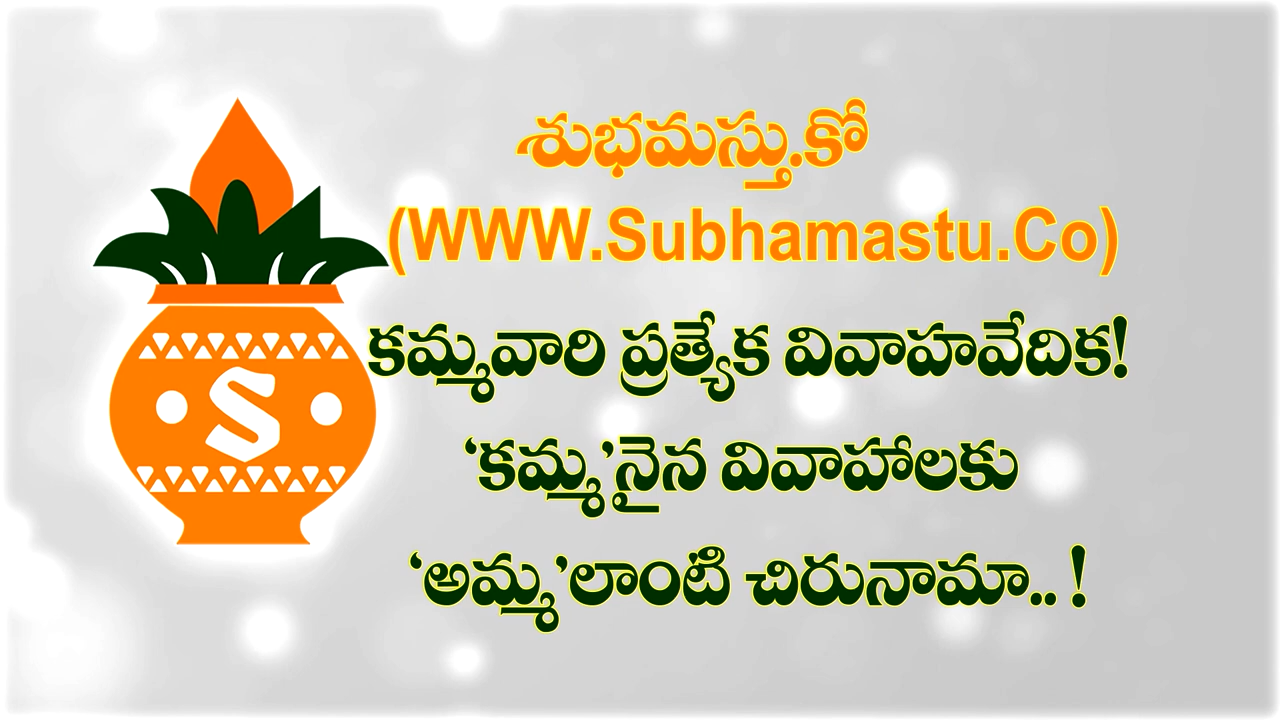 శుభమస్తు.కో
(WWW.Subhamastu.Co)
కమ్మవారి ప్రత్యేక వివాహవేదిక!
‘కమ్మ’నైన వివాహాలకు
‘అమ్మ’లాంటి చిరునామా.. !
S